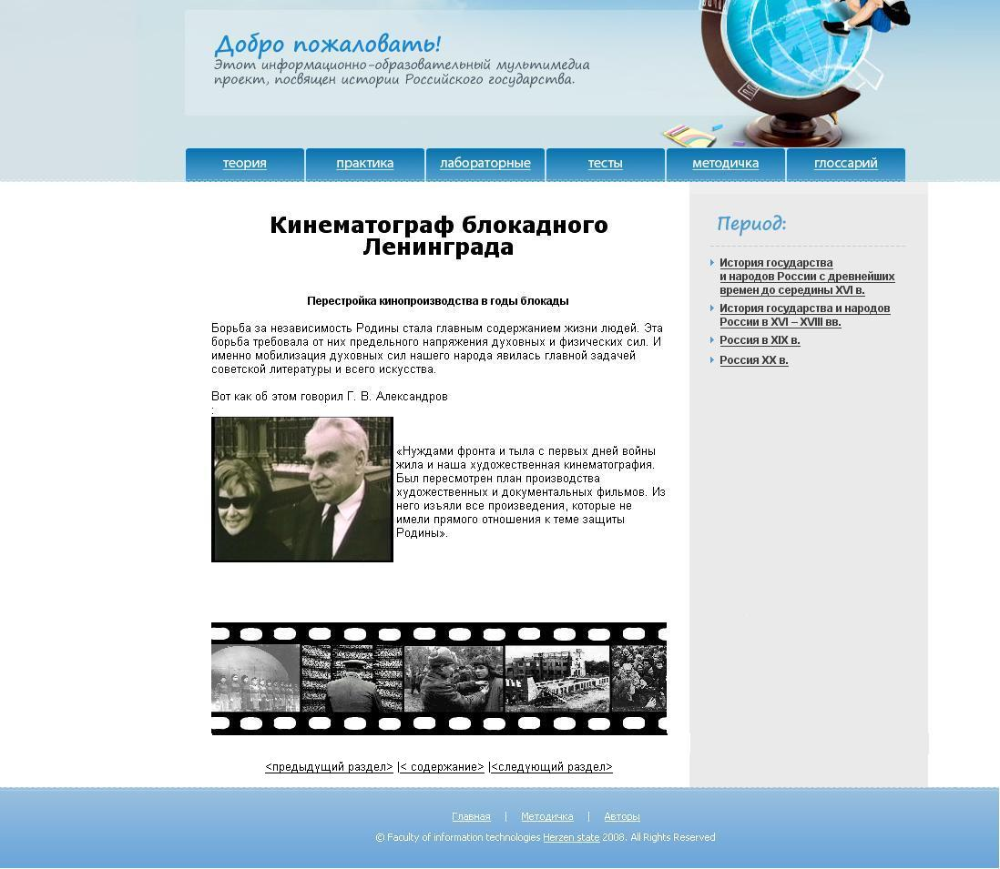 Добро пожаловать!
Этот информационно-образовательный мультимедиа
проект, посвящен истории Российского государства.
теория
практика
лабораторные
тесты
методичка
глоссарий
Кинематограф блокадного
Ленинграда
Перестройка кинопроизводства в годы блокады
Борьба за независимость Родины стала главным содержанием жизни людей. Эта
борьба требовала от них предельного напряжения духовных и физических сил. И
именно мобилизация духовных сил нашего народа явилась главной задачей
советской литературы и всего искусства.
Вот как об этом говорил Г. В. Александров
:
«Нуждами фронта и тыла с первых дней войны
жила и наша художественная кинематография.
Был пересмотрен план производства
художественных и документальных фильмов. Из
него изъяли все произведения, которые не
имели прямого отношения к теме защиты
Родины».
<предыдущий раздел> |< содержание> |<следующий раздел>
Период:
История государства
и народов России с древнейших
времен до середины XVI в.
История государства и народов
России в XVI – XVIII вв.
Россия в XIX в.
Россия XX в.
Главная | Методичка | Авторы
© Faculty of information technologies Herzen state 2008. All Rights Reserved